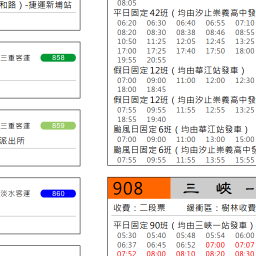 和路）-捷運新埔站
三重客運 858
三重客運 859
派出所
淡水客運 860
08:05
平日固定42班（均由汐止崇義高中發
06:20 06:30 06:40 06:55 07:10
08:20 08:30 08:38 08:46 08:55
10:50 11:25 12:05 12:45 13:25
17:00 17:25 17:40 17:50 18:00
19:55 20:55
假日固定12班（均由華江站發車）
07:00 09:00 11:00 12:00 12:30
18:00 18:45
假日固定12班（均由汐止崇義高中發
07:55 09:55 11:55 12:55 13:25
18:55 19:40
颱風日固定6班（均由華江站發車）
07:00 09:00 11:00 13:00 15:00
颱風日固定6班（均由汐止崇義高中發
07:55 09:55 11:55 13:55 15:55
908 三 峽 -
收費：二段票 緩衝區：樹林收費
平日固定90班（均由三峽一站發車）
05:30 05:40 05:48 05:54 06:00
06:37 06:45 06:52 07:00 07:07
07:52 08:00 08:10 08:20 08:30